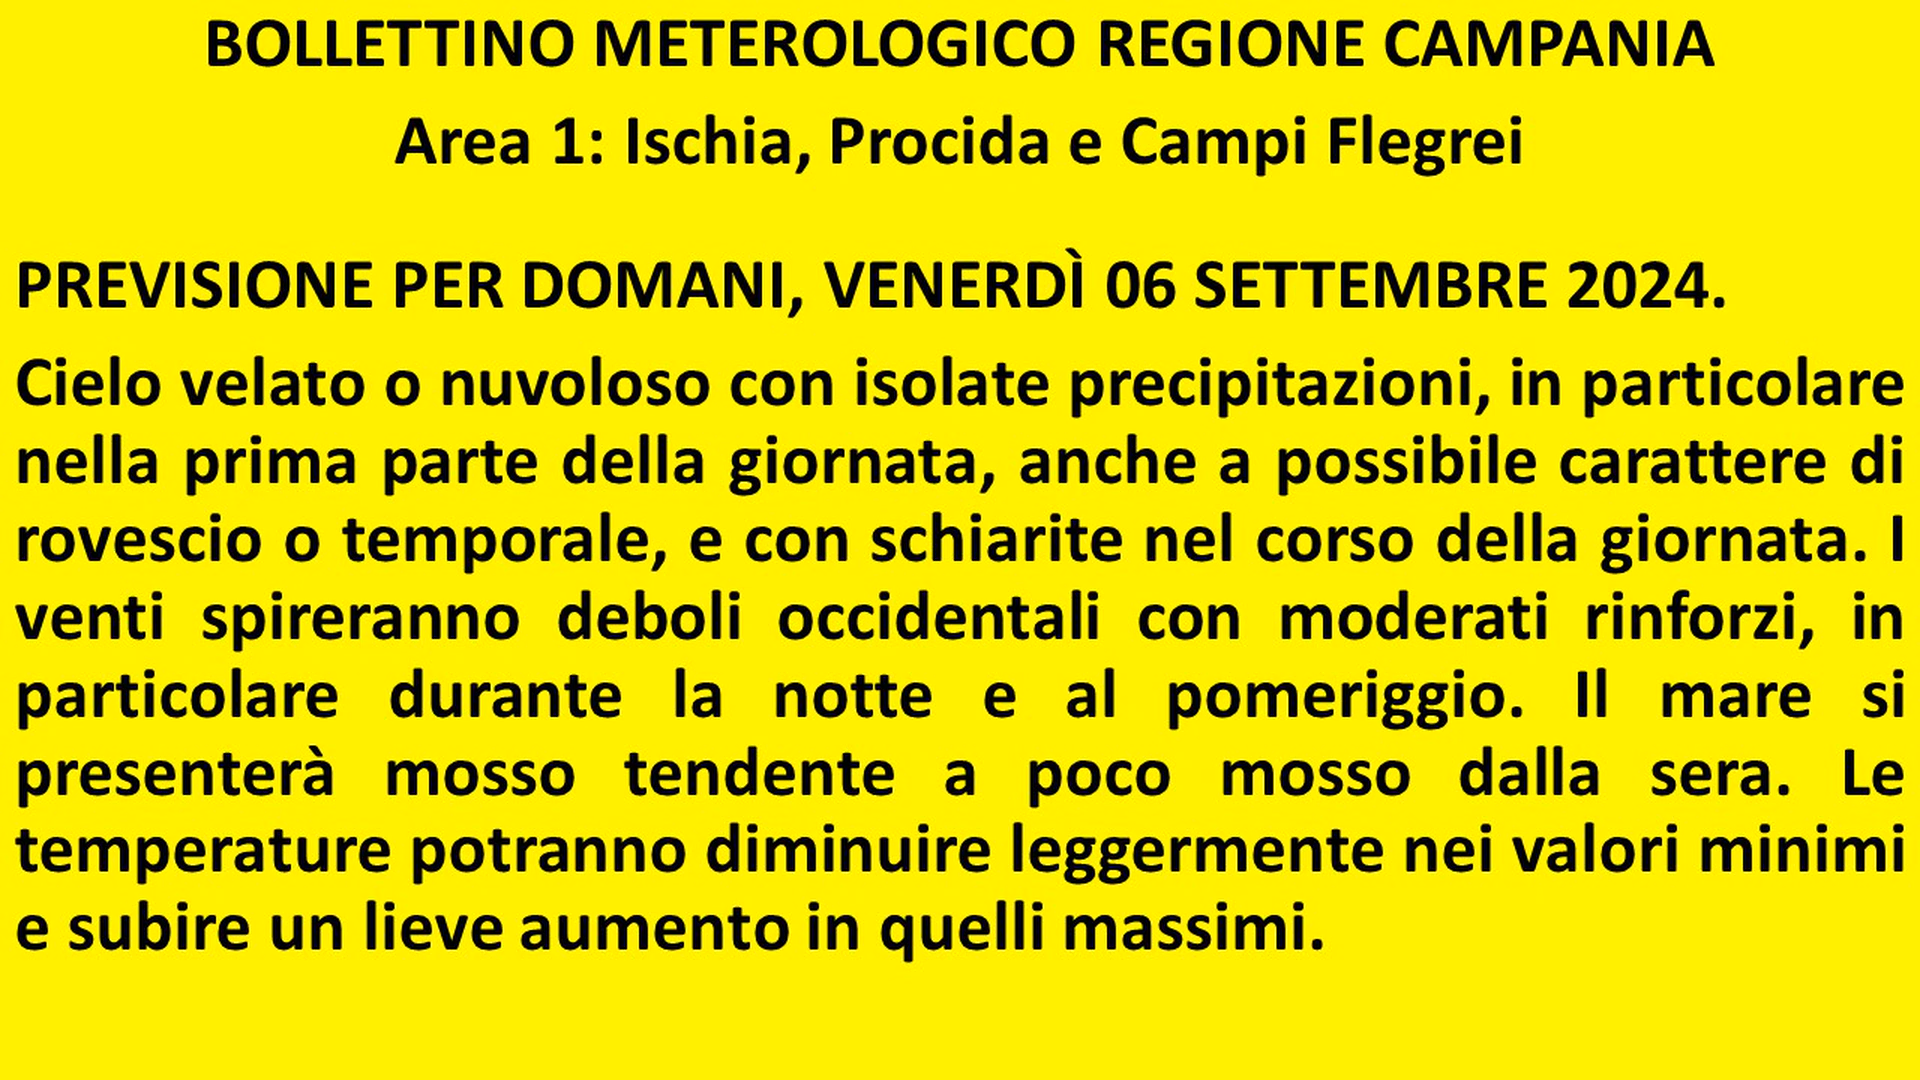 BOLLETTINO METEROLOGICO REGIONE CAMPANIA
Area 1: Ischia, Procida e Campi Flegrei
PREVISIONE PER DOMANI, VENERDÌ 06 SETTEMBRE 2024.
Cielo velato o nuvoloso con isolate precipitazioni, in particolare
nella prima parte della giornata, anche a possibile carattere di
rovescio o temporale, e con schiarite nel corso della giornata. I
venti spireranno deboli occidentali con moderati rinforzi, in
particolare durante la notte e al pomeriggio. Il mare si
presenterà mosso tendente a poco mosso dalla sera. Le
temperature potranno diminuire leggermente nei valori minimi
e subire un lieve aumento in quelli massimi.